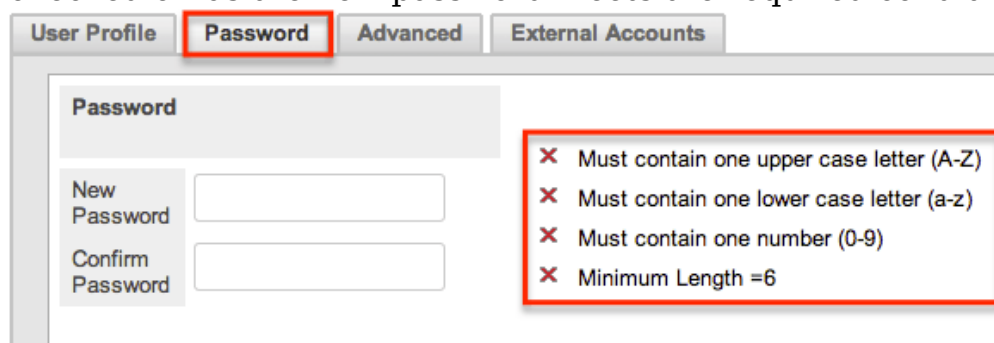 User Profile Password Advanced External Accounts
Password
Must contain one upper case letter (A-Z)
Must contain one lower case letter (a-z)
Must contain one number (0-9)
Minimum Length =6
New
Password
Confirm
Password